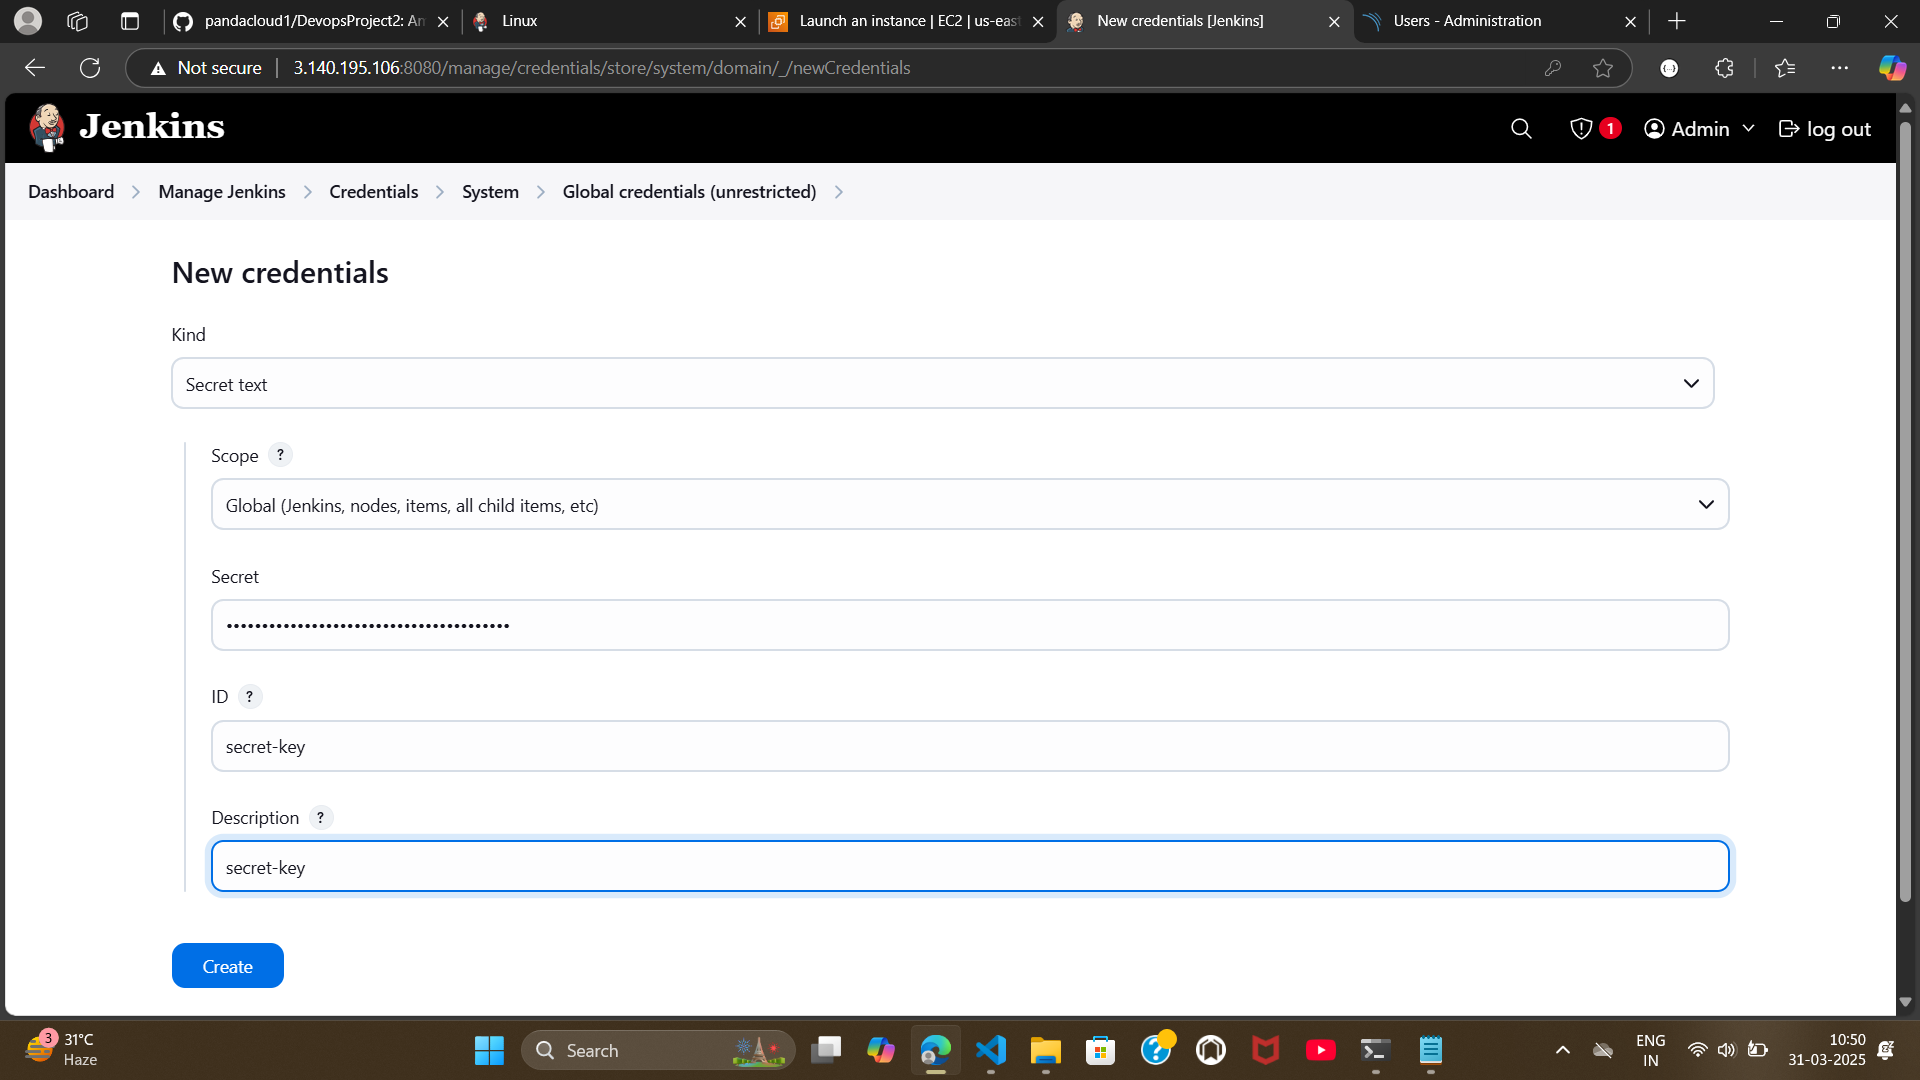 pandacloud1/DevopsProject2: An
Linux
Launch an instance | EC2 | us-east
New credentials [Jenkins]
Users - Administration
Not secure
3.140.195.106:8080/manage/credentials/store/system/domain/_/newCredentials
Jenkins
1
Admin
log out
Dashboard
Manage Jenkins
Credentials
System
Global credentials (unrestricted)
New credentials
Kind
Secret text
Scope ?
Global (Jenkins, nodes, items, all child items, etc)
Secret
••••••••••••••••••••••••••••••••••••••••
ID ?
secret-key
Description ?
secret-key
Create
3
31°C
Haze
Search
ENG
IN
10:50
31-03-2025